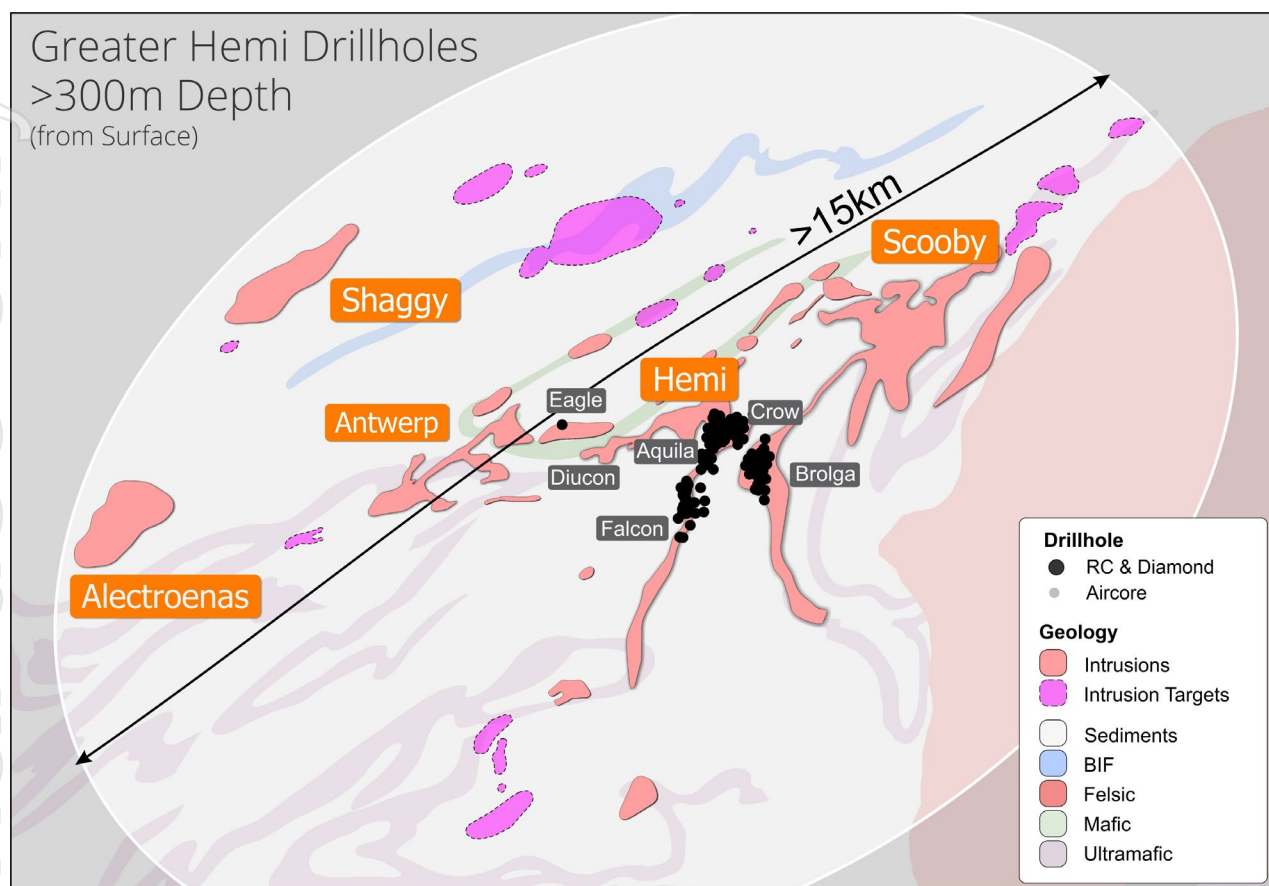 Greater Hemi Drillholes
>300m Depth
(from Surface)
>15km
Scooby
Shaggy
Hemi
Eagle
Crow
Antwerp
Aquila
Diucon
Brolga
Falcon
Alectroenas
Drillhole
RC & Diamond
Aircore
Geology
Intrusions
Intrusion Targets
Sediments
BIF
Felsic
Mafic
Ultramafic